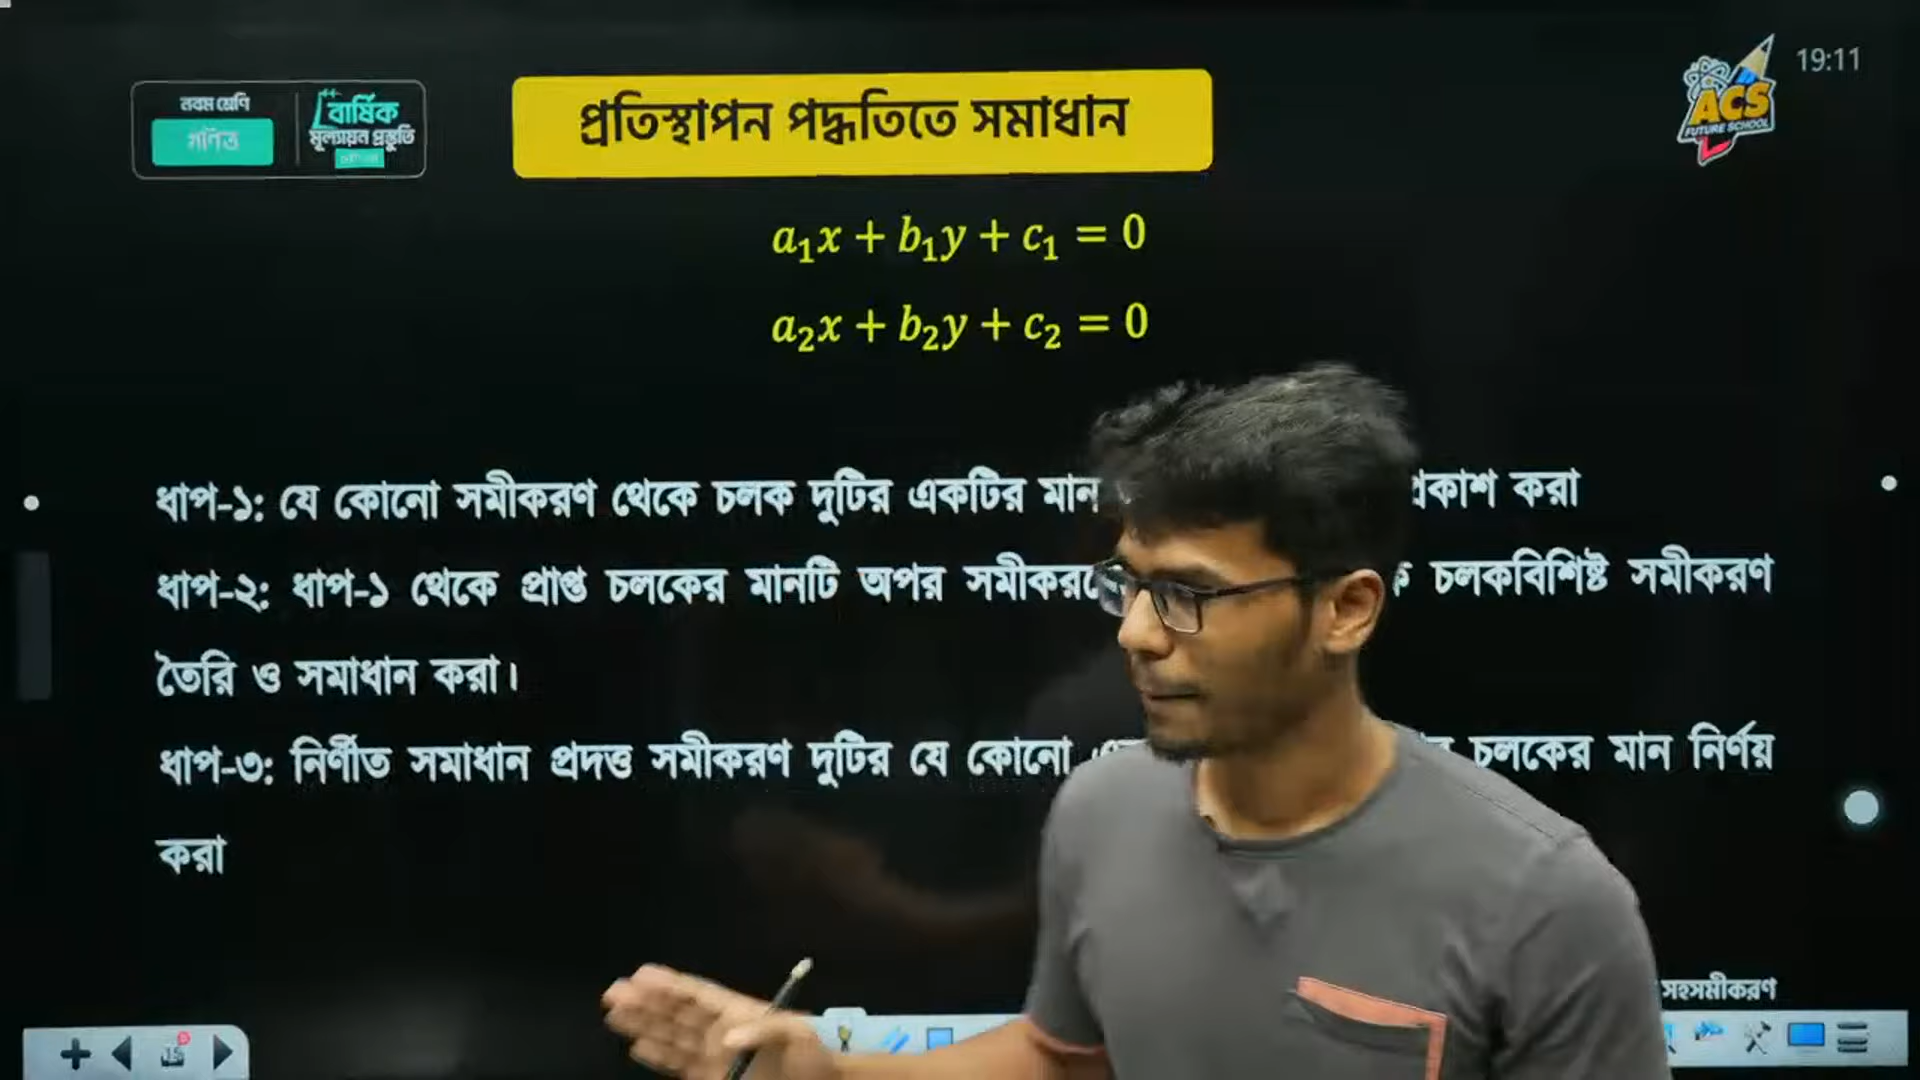 নবম শ্রেণি
গণিত
বার্ষিক
মূল্যায়ন প্রস্তুতি
প্রতিস্থাপন পদ্ধতিতে সমাধান
ACS
FUTURE SCHOOL
19:11
a₁x + b₁y + c₁ = 0
a₂x + b₂y + c₂ = 0
ধাপ-১: যে কোনো সমীকরণ থেকে চলক দুটির একটির মান প্রকাশ করা
ধাপ-২: ধাপ-১ থেকে প্রাপ্ত চলকের মানটি অপর চলকবিশিষ্ট সমীকরণ
তৈরি ও সমাধান করা।
ধাপ-৩: নির্ণীত সমাধান প্রদত্ত সমীকরণ দুটির যে কোনো চলকের মান নির্ণয়
করা
সহসমীকরণ